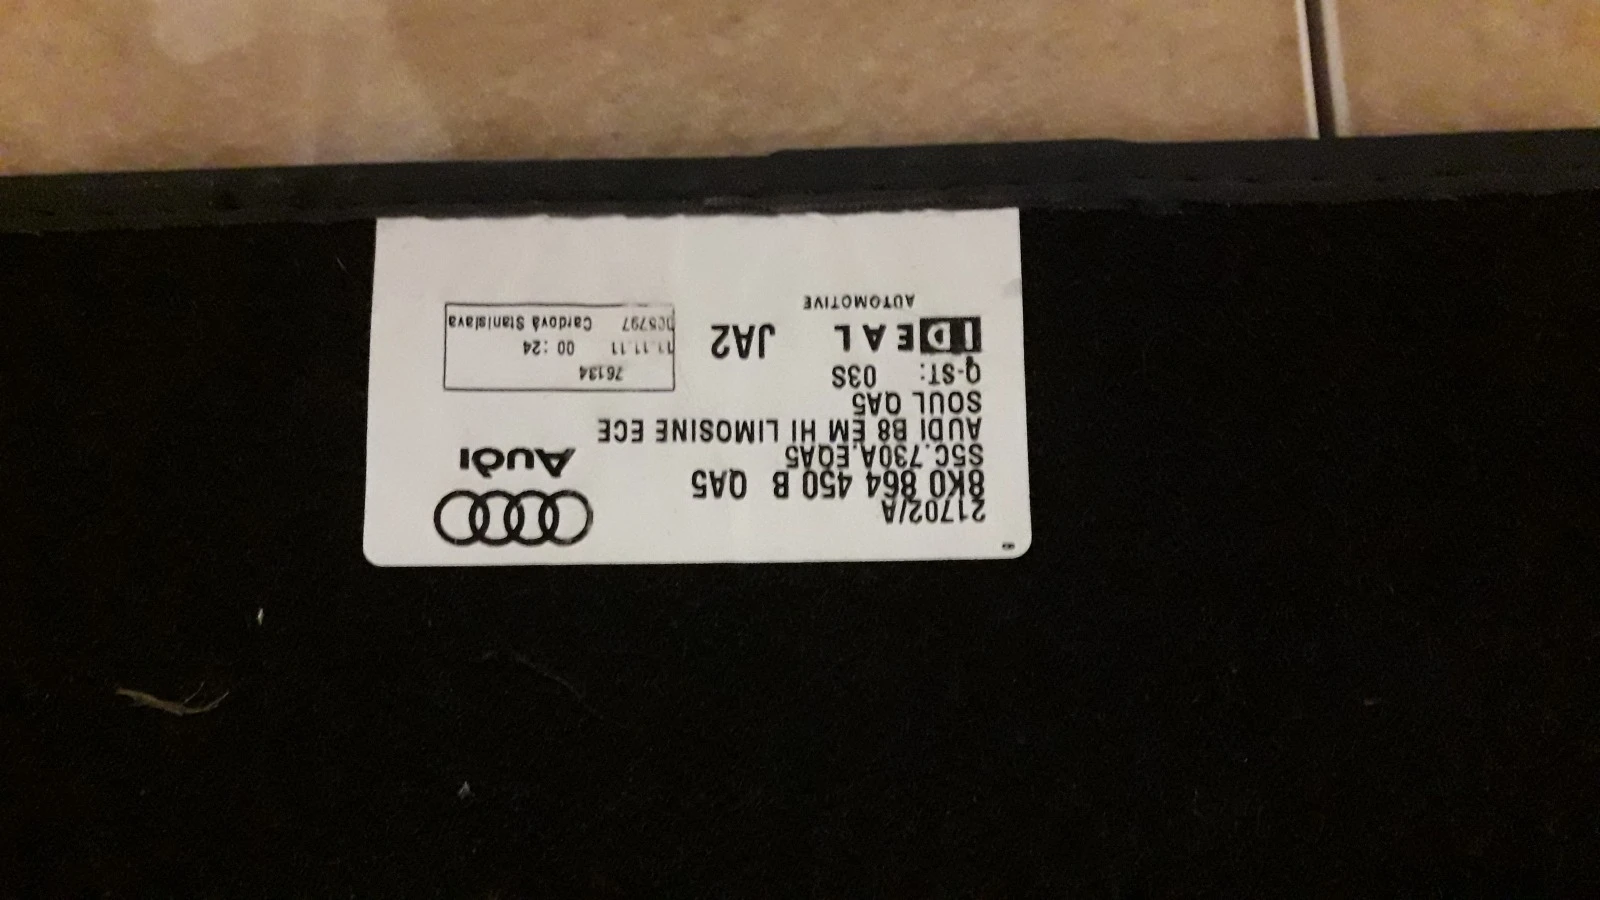 21702/A
8K0 864 450 B QA5
S5C.730A.EQA5
AUDI B8 EM HI LIMOSINE ECE
SOUL QA5
Q-ST: 03S
IDEAL
AUTOMOTIVE
JA2
Audi
76134
11.11.11 00:24
005797 Cardová Stanislava